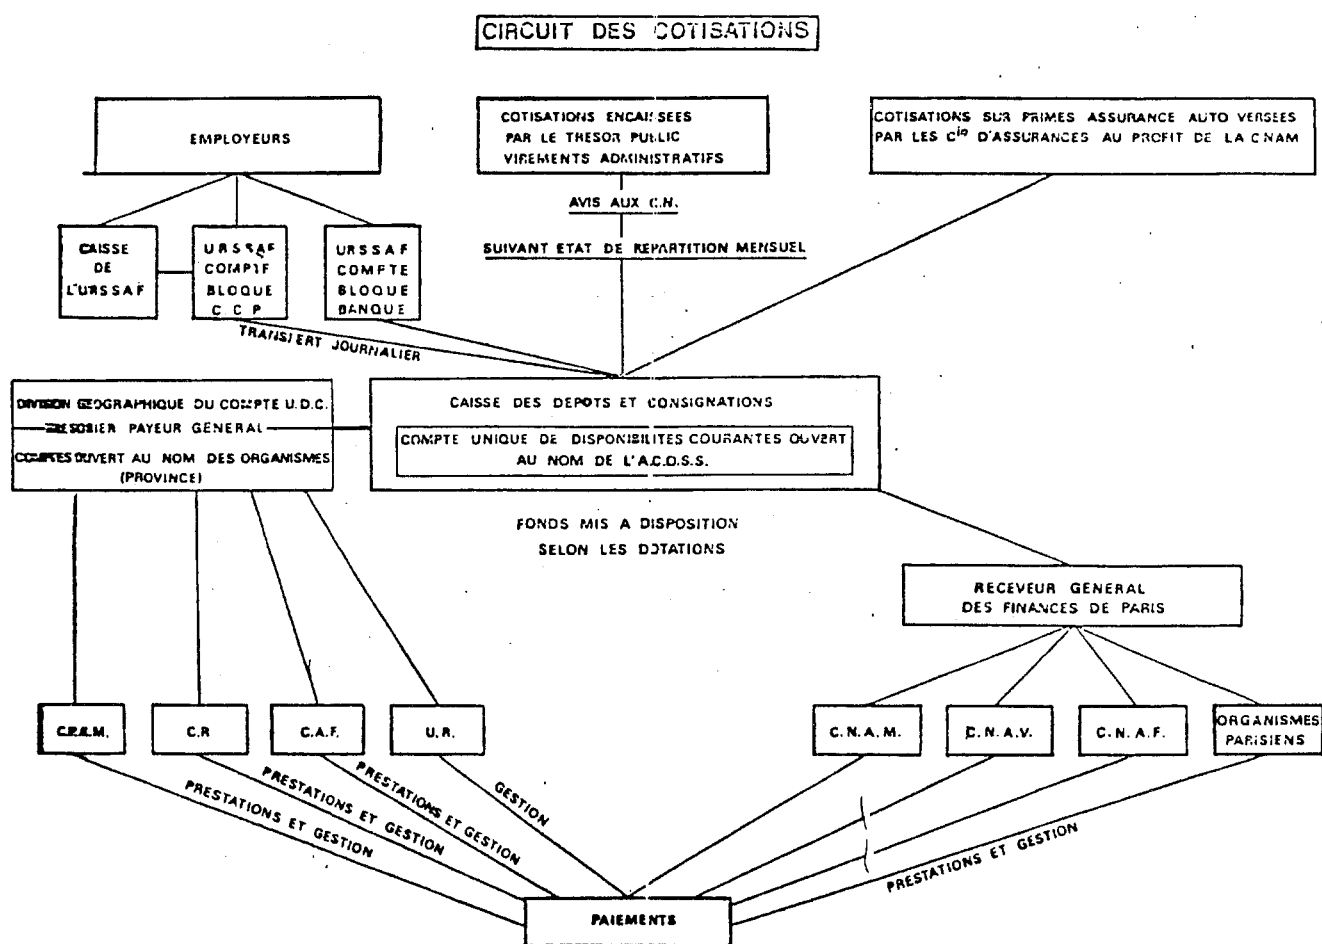 CIRCUIT DES COTISATIONS
EMPLOYEURS
COTISATIONS ENCAISSEES
PAR LE TRESOR PUBLIC
VIREMENTS ADMINISTRATIFS
COTISATIONS SUR PRIMES ASSURANCE AUTO VERSEES
PAR LES Cie D'ASSURANCES AU PROFIT DE LA CNAM
AVIS AUX C.N.
SUIVANT ETAT DE REPARTITION MENSUEL
CAISSE
DE
L'URSSAF
URSSAF
COMPTE
BLOQUE
C C P
URSSAF
COMPTE
BLOQUE
BANQUE
TRANSFERT JOURNALIER
DIVISION GEOGRAPHIQUE DU COMPTE U.D.C.
TRESORIER PAYEUR GENERAL
COMPTES OUVERT AU NOM DES ORGANISMES
(PROVINCE)
CAISSE DES DEPOTS ET CONSIGNATIONS
COMPTE UNIQUE DE DISPONIBILITES COURANTES OUVERT
AU NOM DE L'A.C.O.S.S.
FONDS MIS A DISPOSITION
SELON LES DOTATIONS
RECEVEUR GENERAL
DES FINANCES DE PARIS
C.P.A.M.
C.R
C.A.F.
U.R.
C.N.A.M.
C.N.A.V.
C.N.A.F.
ORGANISMES
PARISIENS
PRESTATIONS ET GESTION
PRESTATIONS ET GESTION
PRESTATIONS ET GESTION
GESTION
PRESTATIONS ET GESTION
PAIEMENTS